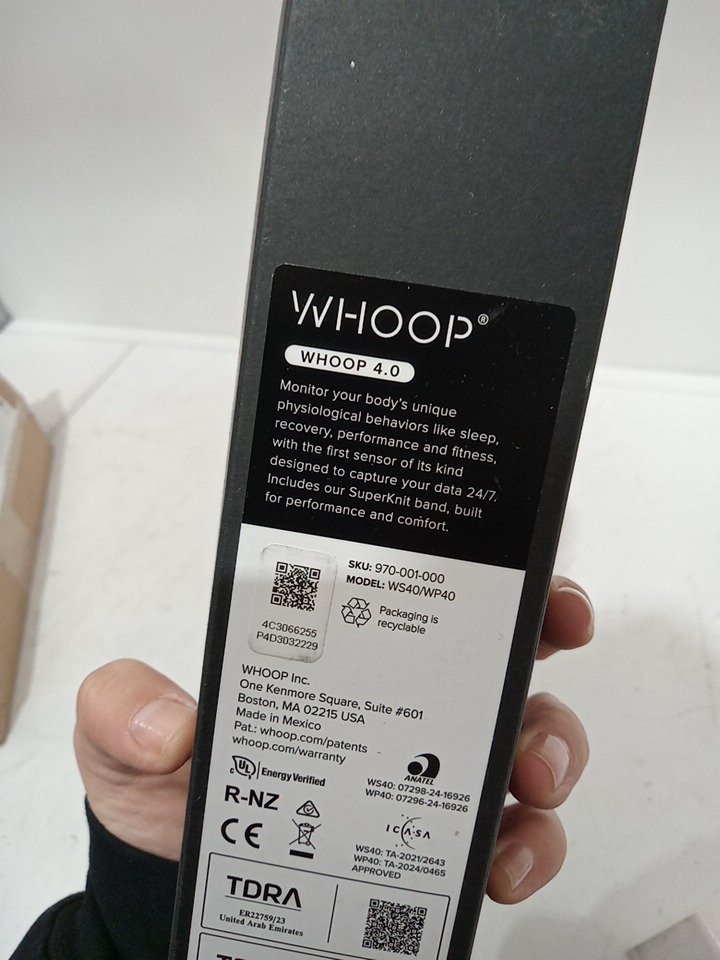 WHOOP®
WHOOP 4.0
Monitor your body's unique
physiological behaviors like sleep,
recovery, performance and fitness,
with the first sensor of its kind
designed to capture your data 24/7.
Includes our SuperKnit band, built
for performance and comfort.
4C3066255
P4D3032229
SKU: 970-001-000
MODEL: WS40/WP40
Packaging is
recyclable
WHOOP Inc.
One Kenmore Square, Suite #601
Boston, MA 02215 USA
Made in Mexico
Pat.: whoop.com/patents
whoop.com/warranty
c UL Energy Verified
R-NZ
CE
ANATEL
WS40: 07298-24-16926
WP40: 07296-24-16926
ICASA
WS40: TA-2021/2643
WP40: TA-2024/0465
APPROVED
TDRA
ER22759/23
United Arab Emirates